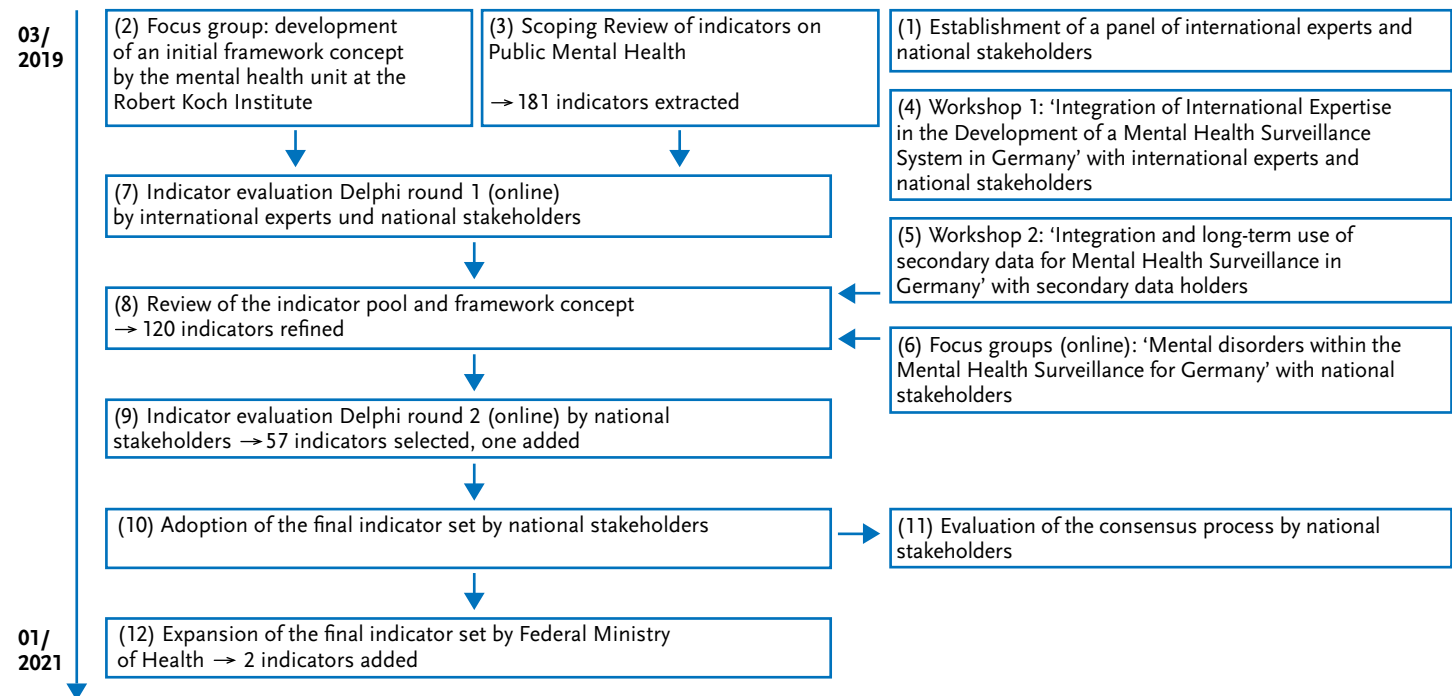 03/
2019
(2) Focus group: development
of an initial framework concept
by the mental health unit at the
Robert Koch Institute
(3) Scoping Review of indicators on
Public Mental Health
→ 181 indicators extracted
(1) Establishment of a panel of international experts and
national stakeholders
(4) Workshop 1: ‘Integration of International Expertise
in the Development of a Mental Health Surveillance
System in Germany’ with international experts and
national stakeholders
(7) Indicator evaluation Delphi round 1 (online)
by international experts und national stakeholders
(5) Workshop 2: ‘Integration and long-term use of
secondary data for Mental Health Surveillance in
Germany’ with secondary data holders
(8) Review of the indicator pool and framework concept
→ 120 indicators refined
(6) Focus groups (online): ‘Mental disorders within the
Mental Health Surveillance for Germany’ with national
stakeholders
(9) Indicator evaluation Delphi round 2 (online) by national
stakeholders → 57 indicators selected, one added
(10) Adoption of the final indicator set by national stakeholders
(11) Evaluation of the consensus process by national
stakeholders
(12) Expansion of the final indicator set by Federal Ministry
of Health → 2 indicators added
01/
2021